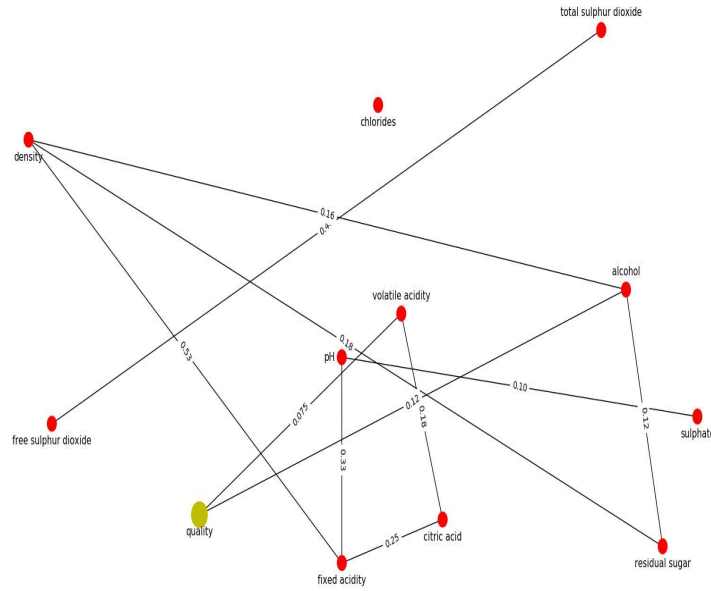 total sulphur dioxide
chlorides
density
0.16
0.4
alcohol
volatile acidity
0.18
0.53
pH
0.10
0.12
0.075
0.18
0.12
free sulphur dioxide
0.33
quality
citric acid
0.25
residual sugar
fixed acidity